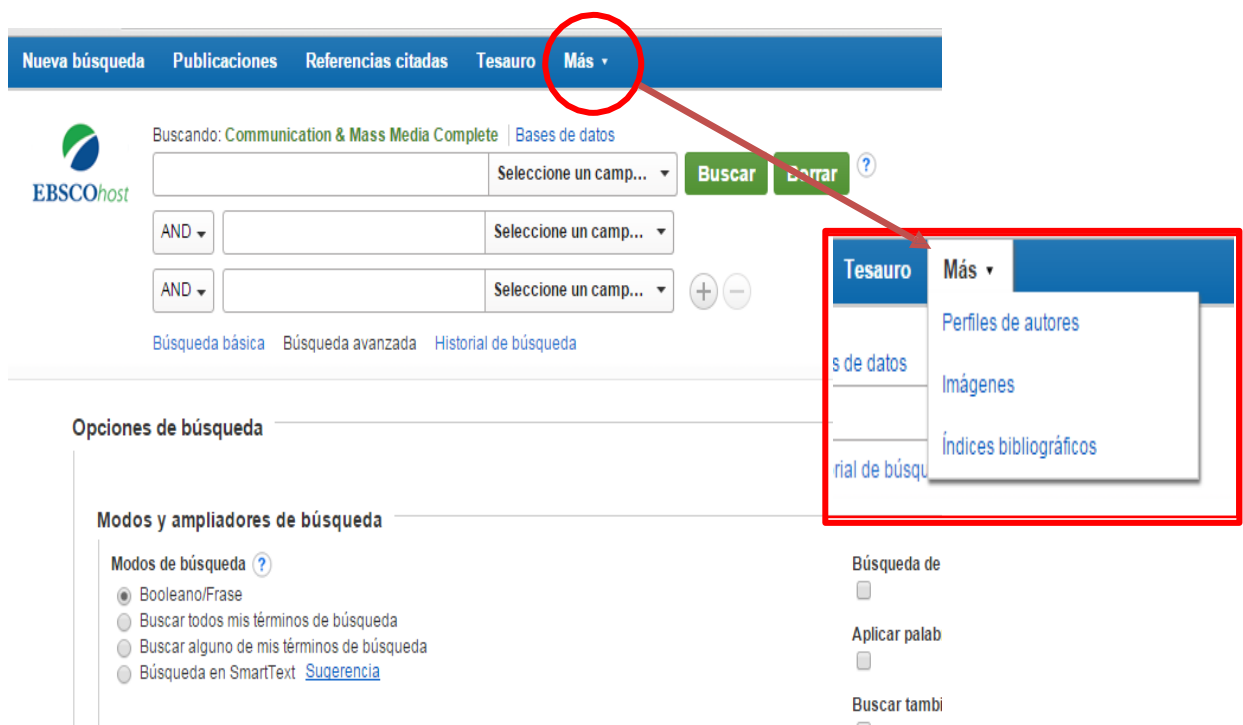 Nueva búsqueda Publicaciones Referencias citadas Tesauro Más
Buscando: Communication & Mass Media Complete Bases de datos
EBSCOhost
Seleccione un camp... Buscar Borrar ?
AND Seleccione un camp...
AND Seleccione un camp...
Búsqueda básica Búsqueda avanzada Historial de búsqueda
Tesauro Más
Perfiles de autores
s de datos
Imágenes
Índices bibliográficos
rial de búsqu
Opciones de búsqueda
Modos y ampliadores de búsqueda
Modos de búsqueda ?
Booleano/Frase
Buscar todos mis términos de búsqueda
Buscar alguno de mis términos de búsqueda
Búsqueda en SmartText Sugerencia
Búsqueda de
Aplicar palab
Buscar tambi